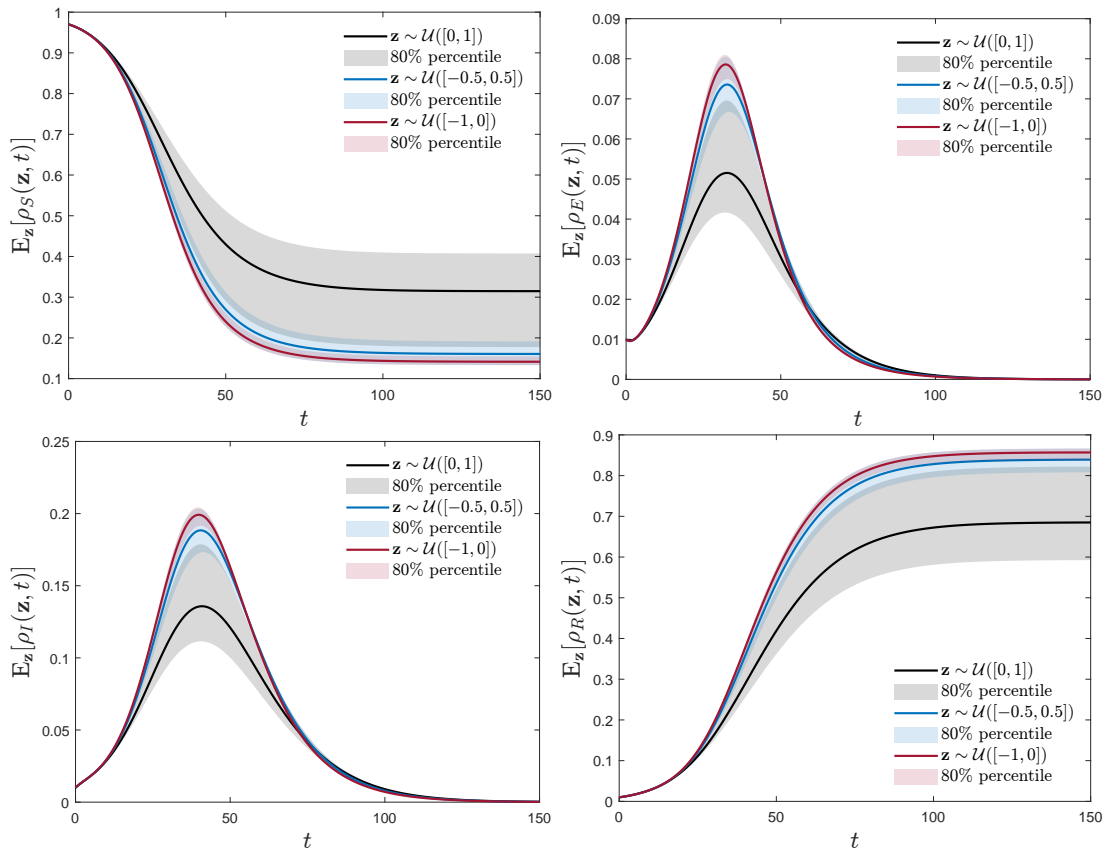 E_z[ρ_S(z, t)]
1
0.9
0.8
0.7
0.6
0.5
0.4
0.3
0.2
0.1
0
50
100
150
t
z ∼ U([0, 1])
80% percentile
z ∼ U([−0.5, 0.5])
80% percentile
z ∼ U([−1, 0])
80% percentile
E_z[ρ_E(z, t)]
0.09
0.08
0.07
0.06
0.05
0.04
0.03
0.02
0.01
0
0
50
100
150
t
z ∼ U([0, 1])
80% percentile
z ∼ U([−0.5, 0.5])
80% percentile
z ∼ U([−1, 0])
80% percentile
E_z[ρ_I(z, t)]
0.25
0.2
0.15
0.1
0.05
0
0
50
100
150
t
z ∼ U([0, 1])
80% percentile
z ∼ U([−0.5, 0.5])
80% percentile
z ∼ U([−1, 0])
80% percentile
E_z[ρ_R(z, t)]
0.9
0.8
0.7
0.6
0.5
0.4
0.3
0.2
0.1
0
0
50
100
150
t
z ∼ U([0, 1])
80% percentile
z ∼ U([−0.5, 0.5])
80% percentile
z ∼ U([−1, 0])
80% percentile